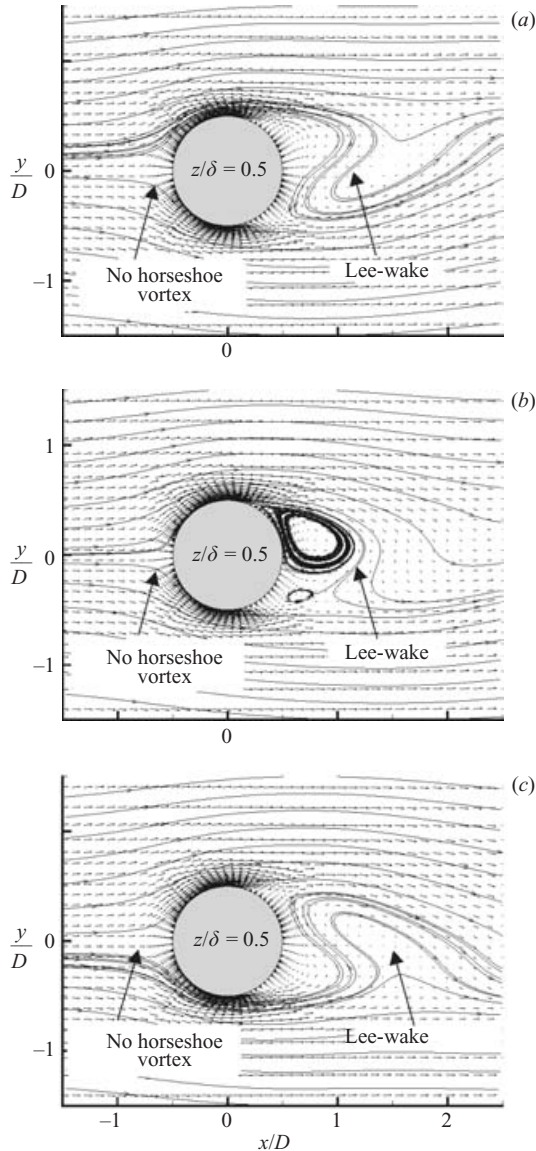 (a)
y/D
0
z/δ = 0.5
No horseshoe
vortex
Lee-wake
–1
0
(b)
1
y/D
0
z/δ = 0.5
No horseshoe
vortex
Lee-wake
–1
0
(c)
y/D
0
z/δ = 0.5
No horseshoe
vortex
Lee-wake
–1
–1 0 1 2
x/D